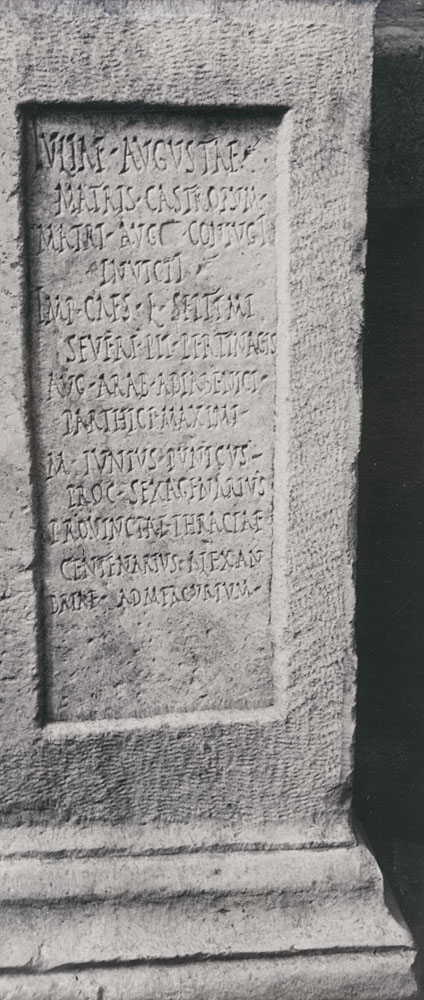 IVLIAE · AVGVSTAE
MATRIS · CASTRORVM ·
MATRI · AVGG CONIVGI
INVICTI
IMP · CAES · L · SEPTIMI
SEVERI · PII · PERTINACIS
AVG · ARAB · ADIABENICI ·
PARTHICI · MAXIMI ·
M · IVNIVS · PVNICVS ·
PROC · SEXAGENARIVS
PROVINCIAE · THRACIAE
CENTENARIVS · ALEXAN
DRIAE · AD MERCVRIVM ·